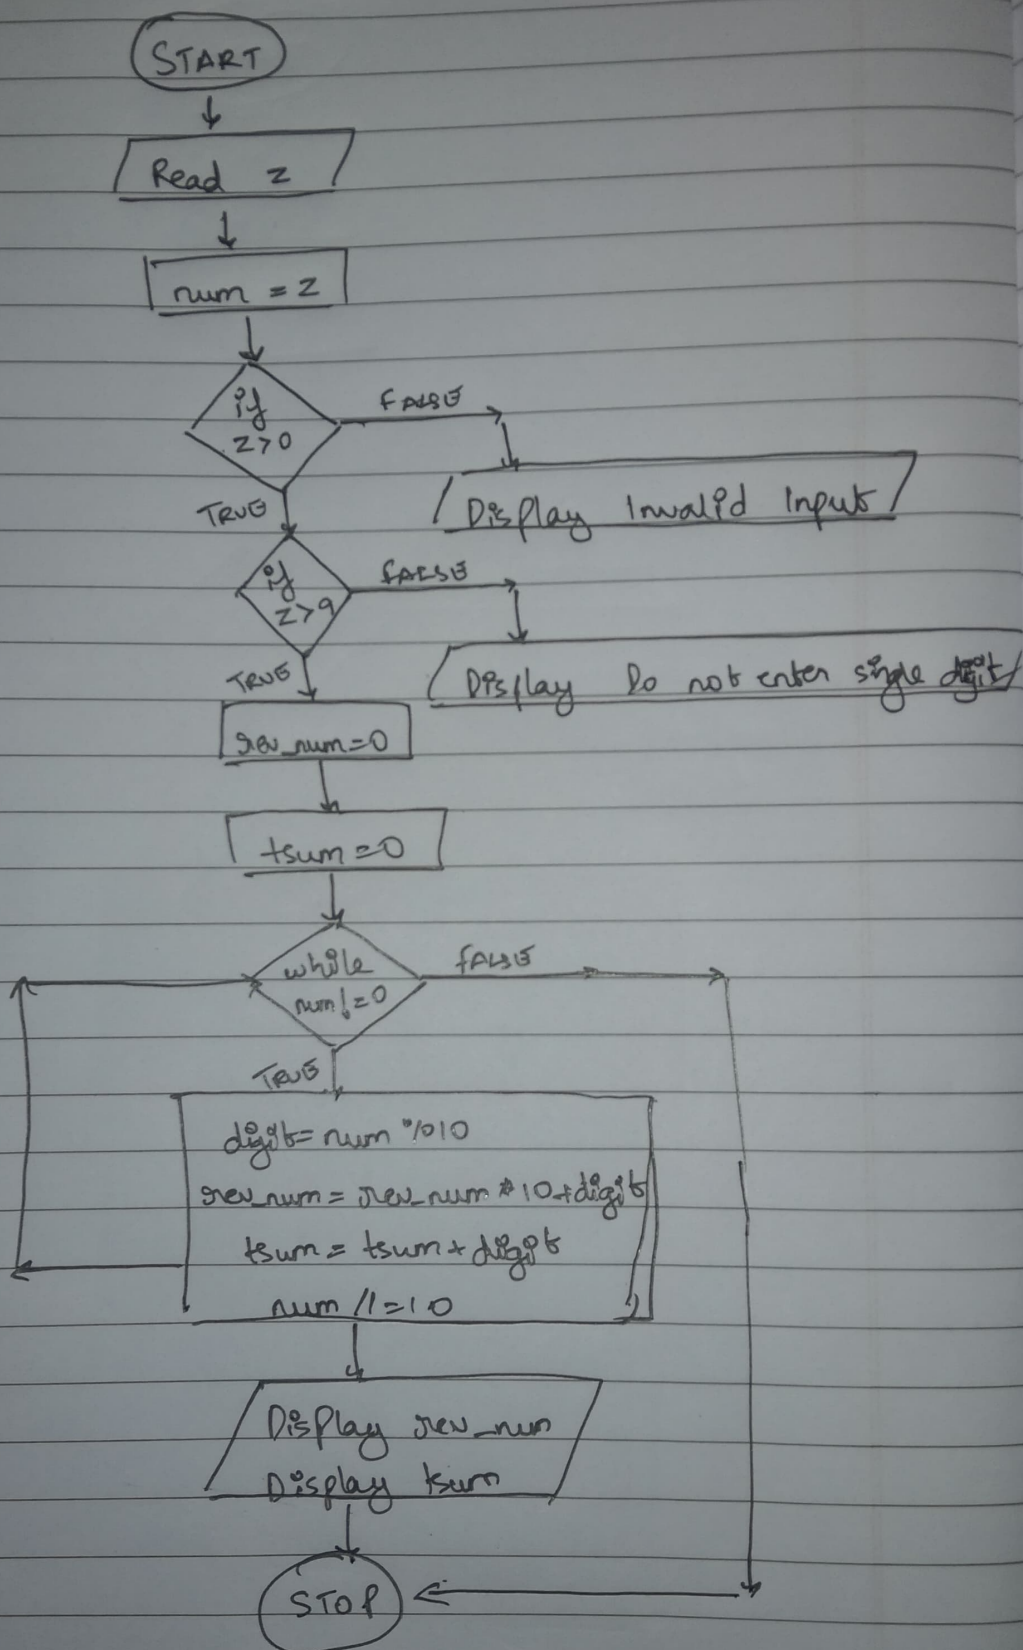 START
Read z
num = z
if
z>0
FALSE
Display Invalid Input
TRUE
if
z>9
FALSE
Display Do not enter single digit
TRUE
rev_num=0
tsum=0
while
num!=0
FALSE
TRUE
digit= num %10
rev_num= rev_num * 10+digit
tsum= tsum+digit
num //=10
Display rev_num
Display tsum
STOP